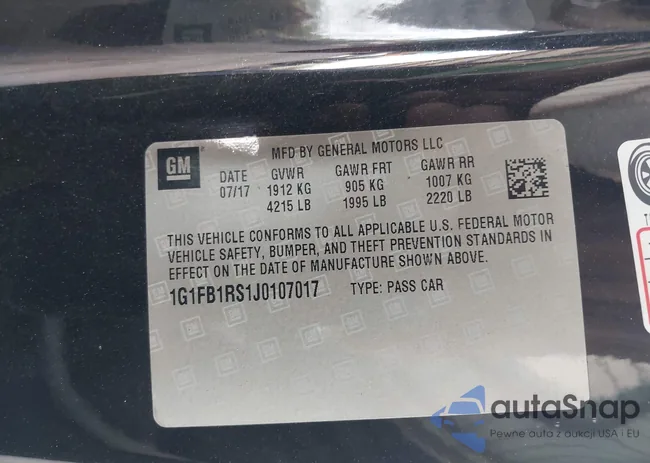 GM
MFD BY GENERAL MOTORS LLC
DATE GVWR GAWR FRT GAWR RR
07/17 1912 KG 905 KG 1007 KG
4215 LB 1995 LB 2220 LB
THIS VEHICLE CONFORMS TO ALL APPLICABLE U.S. FEDERAL MOTOR
VEHICLE SAFETY, BUMPER, AND THEFT PREVENTION STANDARDS IN
EFFECT ON THE DATE OF MANUFACTURE SHOWN ABOVE.
1G1FB1RS1J0107017 TYPE: PASS CAR
autoSnap
Pewne auta z aukcji USA i EU